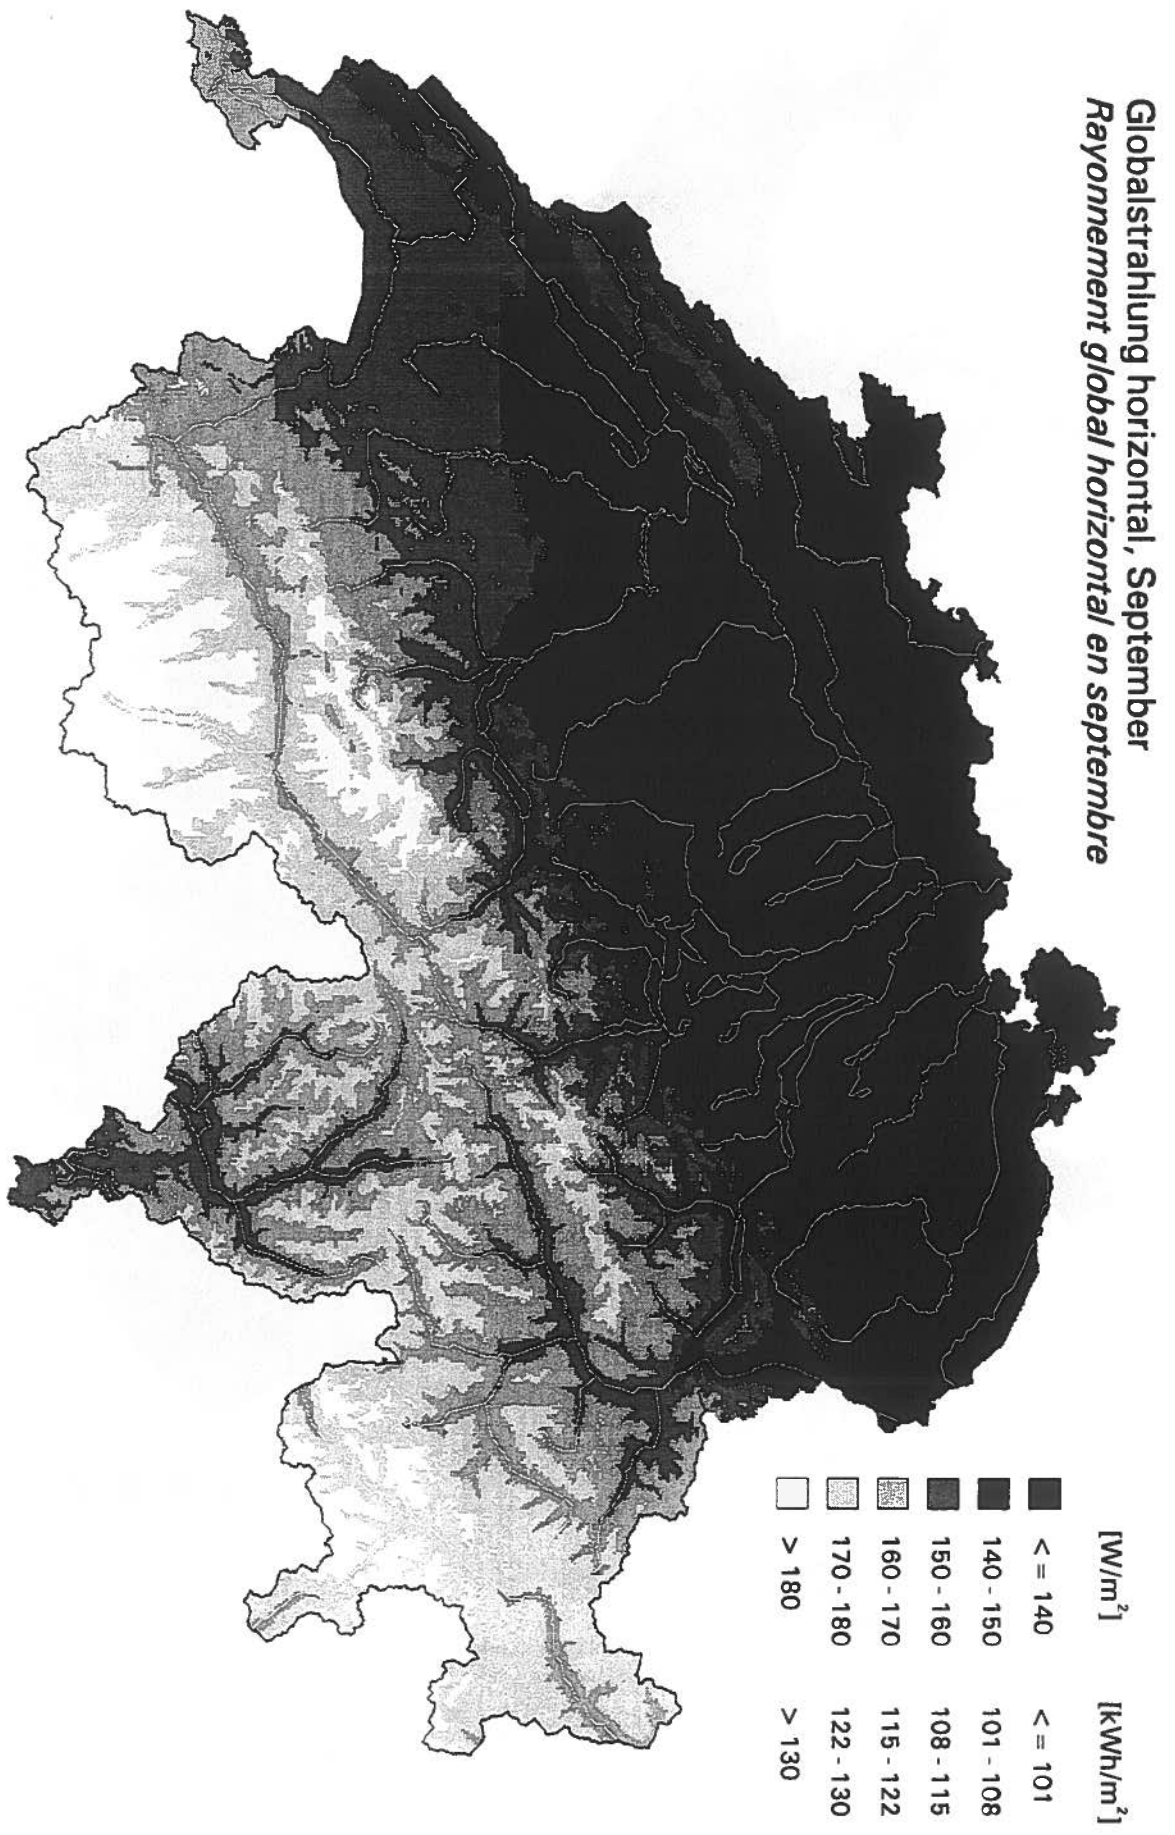 Globalstrahlung horizontal, September
Rayonnement global horizontal en septembre
[W/m²] [kWh/m²]
< = 140 < = 101
140 - 150 101 - 108
150 - 160 108 - 115
160 - 170 115 - 122
170 - 180 122 - 130
> 180 > 130